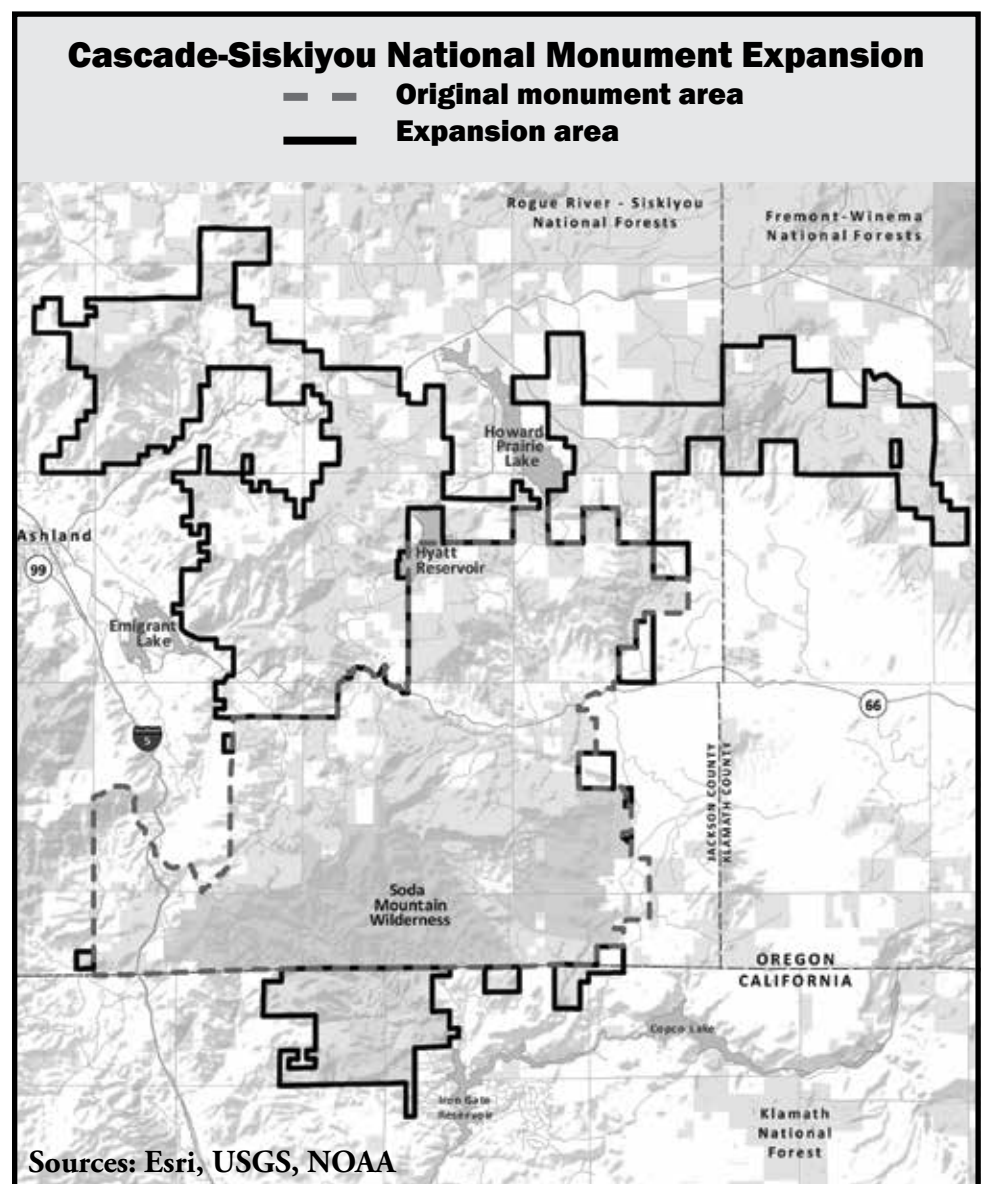 Cascade-Siskiyou National Monument Expansion
Original monument area
Expansion area
Rogue River - Siskiyou
National Forests
Fremont-Winema
National Forests
Howard
Prairie
Lake
Ashland
99
Hyatt
Reservoir
Emigrant
Lake
66
5
JACKSON COUNTY
KLAMATH COUNTY
Soda
Mountain
Wilderness
OREGON
CALIFORNIA
Copco Lake
Iron Gate
Reservoir
Klamath
National
Forest
Sources: Esri, USGS, NOAA